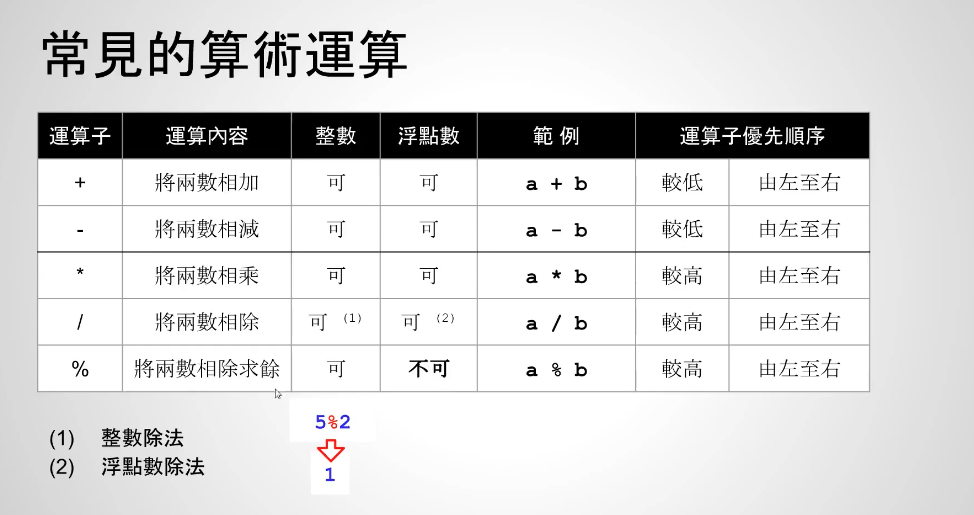 常見的算術運算
運算子 運算內容 整數 浮點數 範 例 運算子優先順序
+ 將兩數相加 可 可 a + b 較低 由左至右
- 將兩數相減 可 可 a - b 較低 由左至右
* 將兩數相乘 可 可 a * b 較高 由左至右
/ 將兩數相除 可 (1) 可 (2) a / b 較高 由左至右
% 將兩數相除求餘 可 不可 a % b 較高 由左至右
5%2
1
(1) 整數除法
(2) 浮點數除法